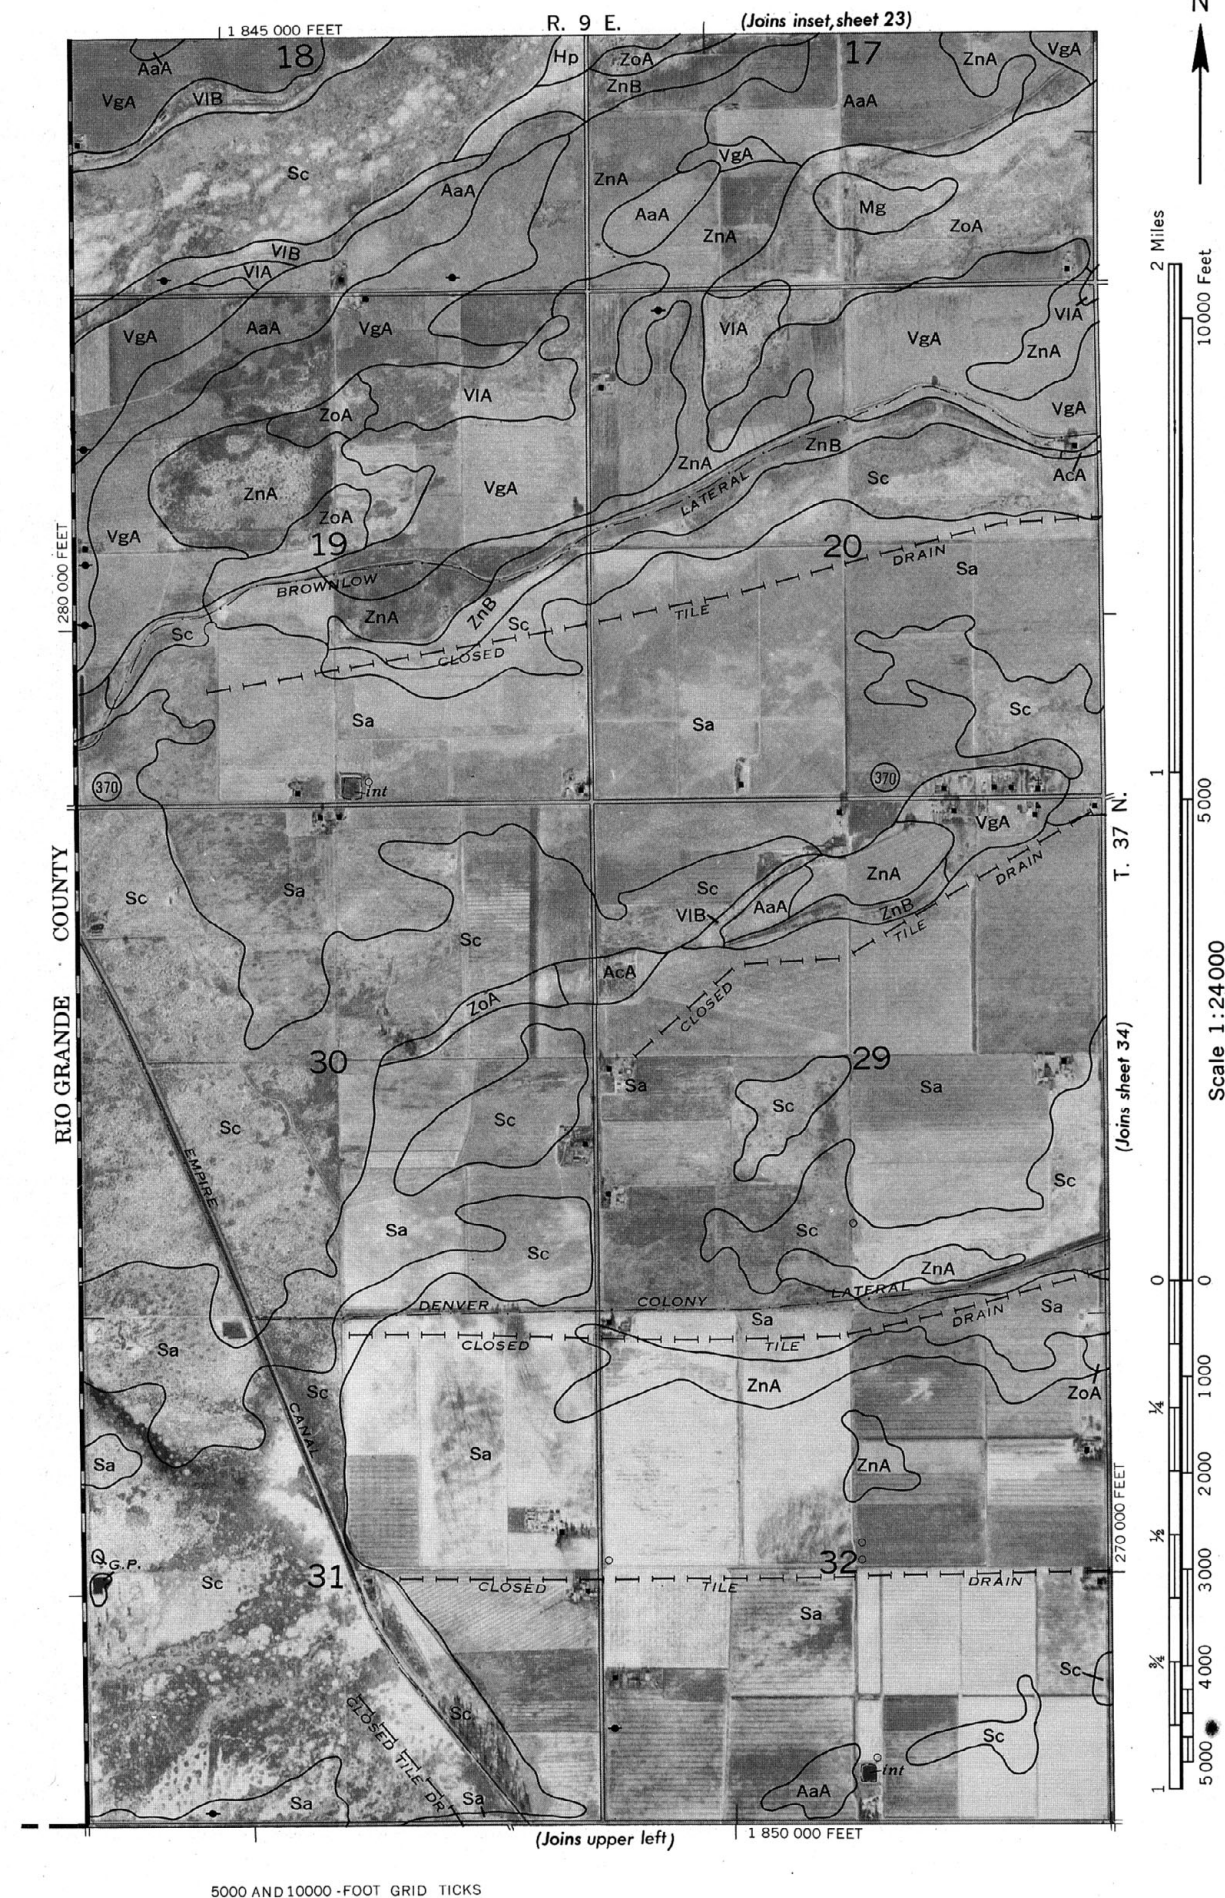 N
R. 9 E.
(Joins inset, sheet 23)
1 845 000 FEET
18
17
AaA
Hp
ZoA
ZnA
VgA
VgA
VIB
ZnB
AaA
Sc
AaA
ZnA
VgA
AaA
ZnA
Mg
ZoA
VIB
VIA
VgA
AaA
VgA
VIA
VgA
VIA
ZnA
ZoA
VIA
VgA
ZnA
VgA
ZnA
ZnB
Sc
AcA
ZoA
VgA
LATERAL
19
20
DRAIN
280 000 FEET
BROWNLOW
Sa
ZnA
ZnB
Sc
TILE
Sc
CLOSED
Sa
Sa
Sc
370
int
370
T. 37 N.
VgA
ZnA
DRAIN
Sc
Sa
Sc
AaA
VIB
ZnB
TILE
Sc
AcA
ZoA
CLOSED
RIO GRANDE COUNTY
30
29
Sa
Sa
Sc
Sc
Sc
(Joins sheet 34)
EMPIRE
Sc
Sa
Sc
Sc
ZnA
LATERAL
DENVER
COLONY
Sa
DRAIN
Sa
Sa
CLOSED
TILE
Sc
ZnA
ZoA
CANAL
Sa
Sa
ZnA
270 000 FEET
G.P.
Sc
31
32
CLOSED
TILE
DRAIN
Sa
Sc
Sc
Sc
CLOSED TILE DR
int
AaA
Sa
Sa
(Joins upper left)
1 850 000 FEET
5000 AND 10000-FOOT GRID TICKS
2 Miles
10000 Feet
1
5000
Scale 1:24000
0
0
1000
¼
2000
½
3000
¾
4000
1
5000